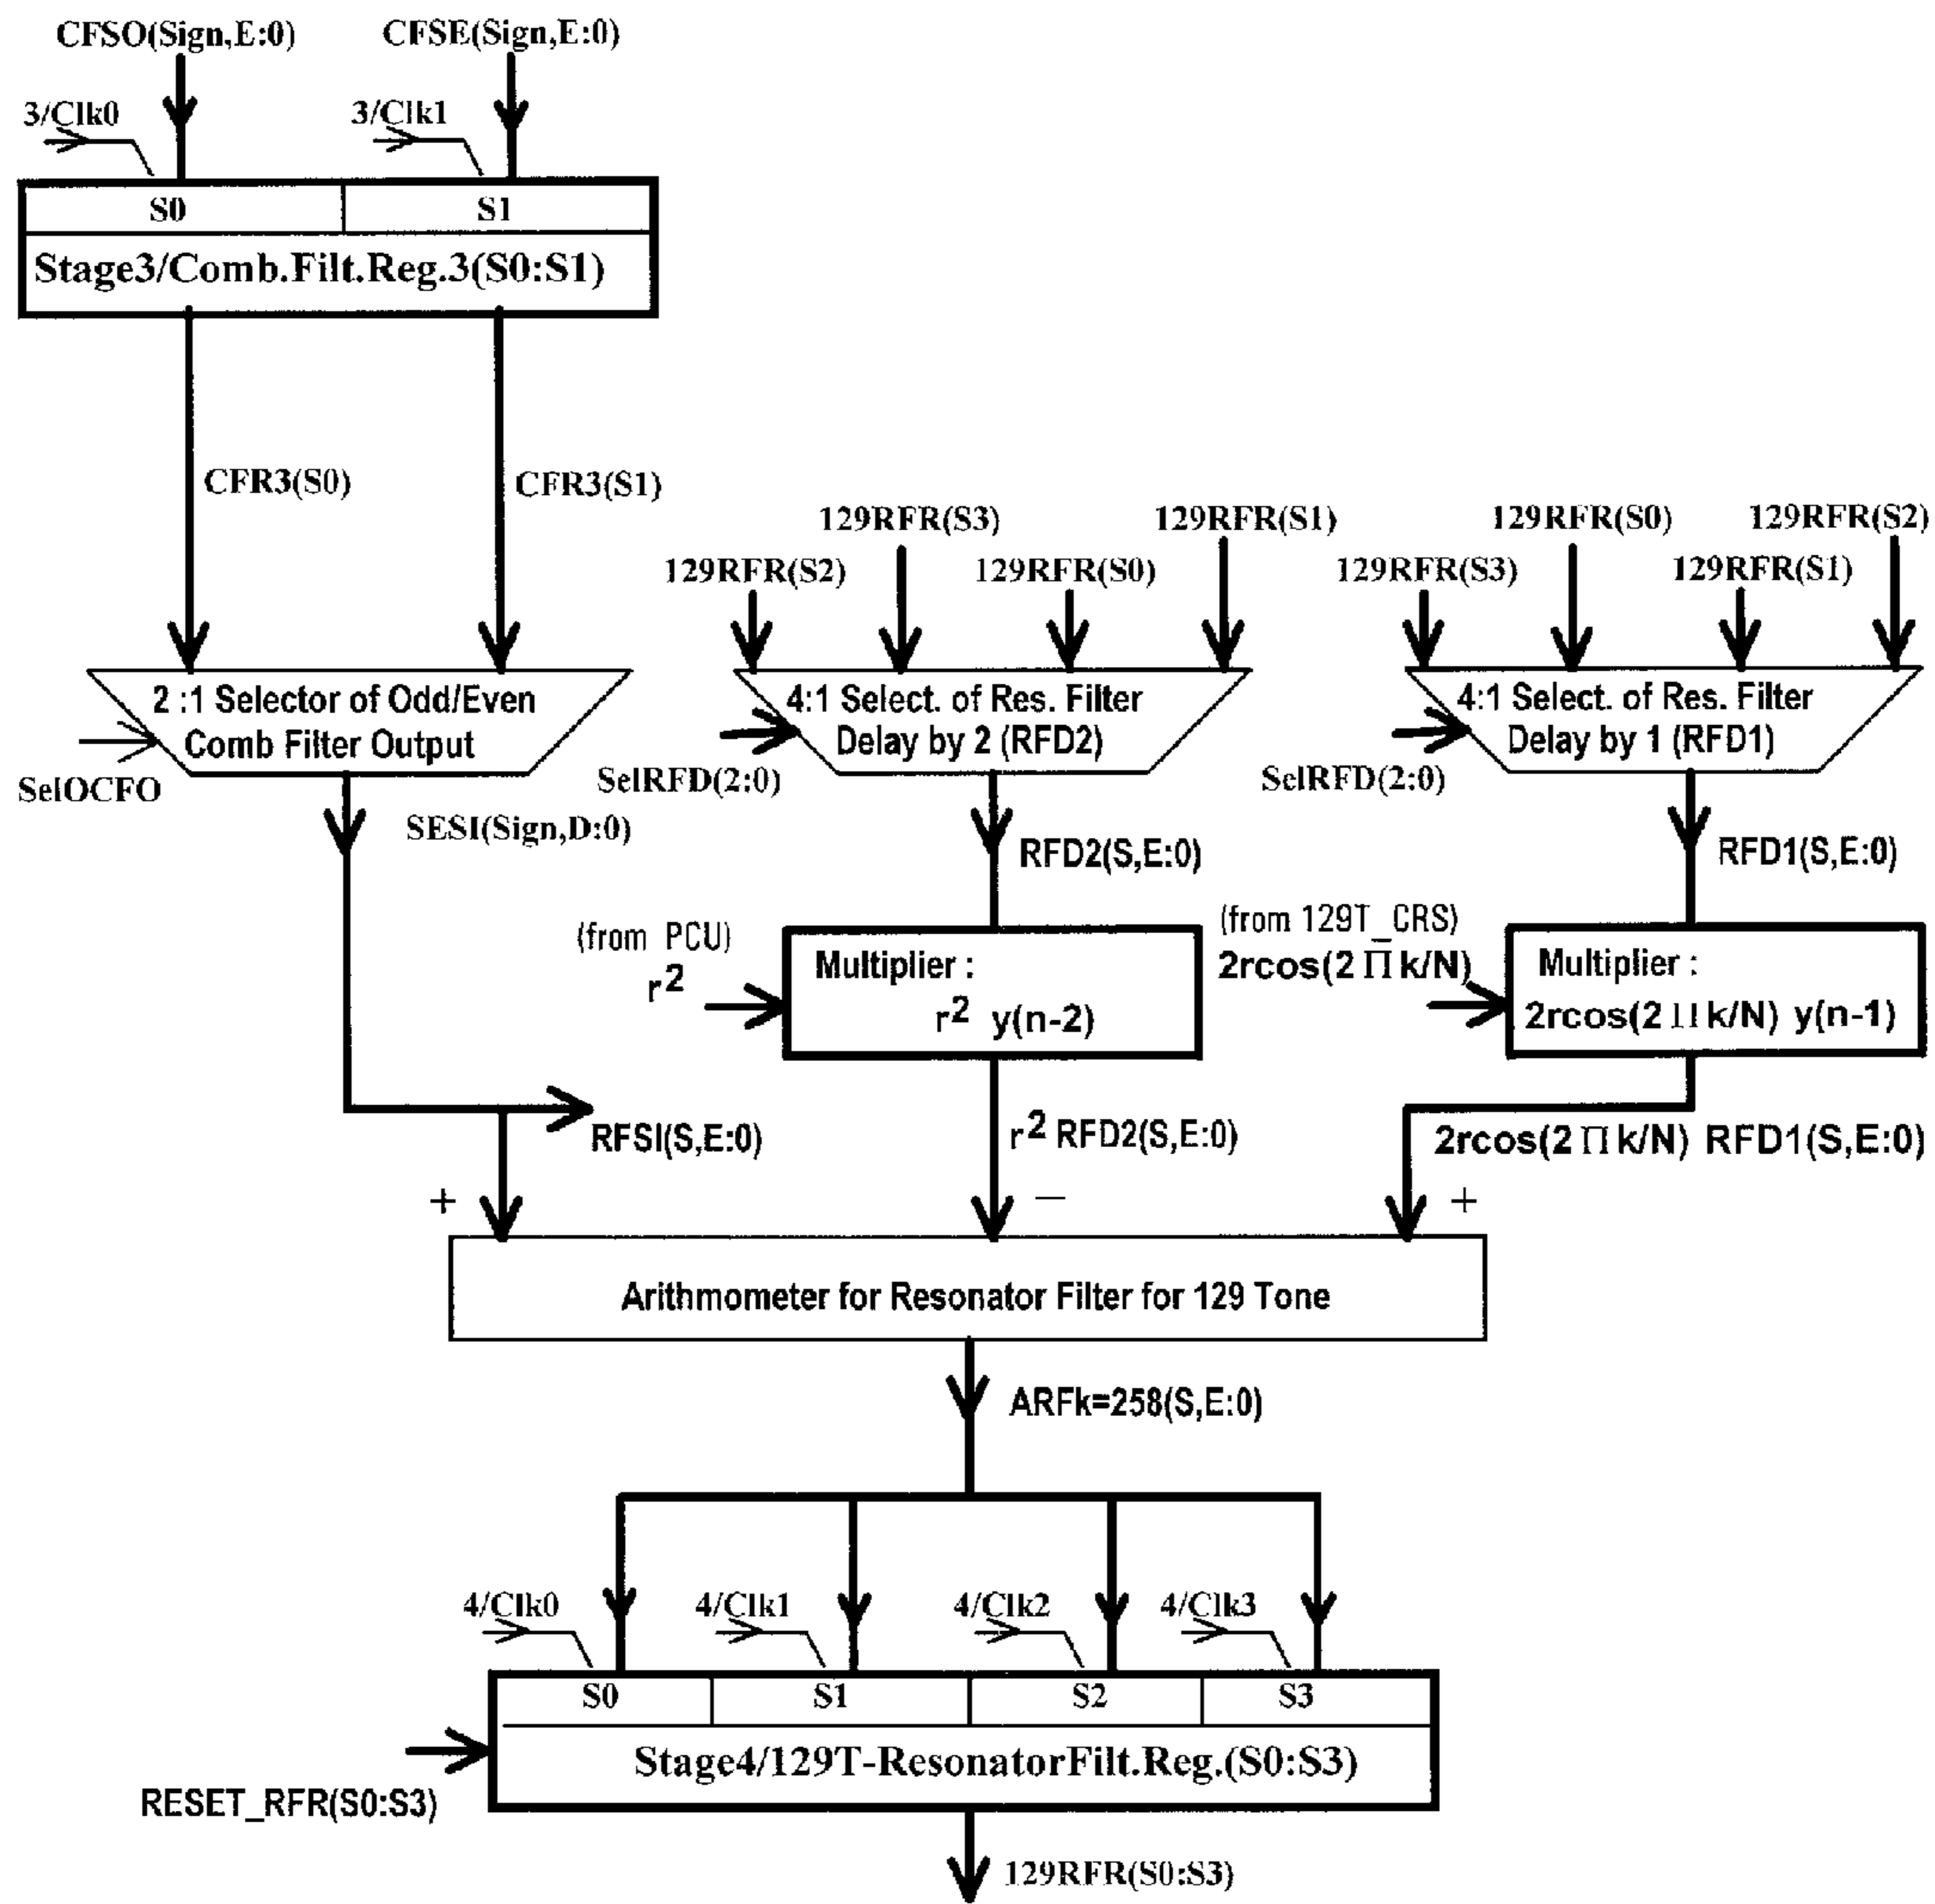 CFSO(Sign,E:0)
CFSE(Sign,E:0)
3/Clk0
3/Clk1
S0
S1
Stage3/Comb.Filt.Reg.3(S0:S1)
CFR3(S0)
CFR3(S1)
129RFR(S3)
129RFR(S1)
129RFR(S0)
129RFR(S2)
129RFR(S2)
129RFR(S0)
129RFR(S3)
129RFR(S1)
2 :1 Selector of Odd/Even
Comb Filter Output
SelOCFO
4:1 Select. of Res. Filter
Delay by 2 (RFD2)
SelRFD(2:0)
4:1 Select. of Res. Filter
Delay by 1 (RFD1)
SelRFD(2:0)
SESI(Sign,D:0)
RFD2(S,E:0)
RFD1(S,E:0)
(from PCU)
r²
Multiplier :
r² y(n-2)
(from 129T_CRS)
2rcos(2 Π k/N)
Multiplier :
2rcos(2 Π k/N) y(n-1)
RFSI(S,E:0)
r² RFD2(S,E:0)
2rcos(2 Π k/N) RFD1(S,E:0)
+
−
+
Arithmometer for Resonator Filter for 129 Tone
ARFk=258(S,E:0)
4/Clk0
4/Clk1
4/Clk2
4/Clk3
S0
S1
S2
S3
Stage4/129T-ResonatorFilt.Reg.(S0:S3)
RESET_RFR(S0:S3)
129RFR(S0:S3)